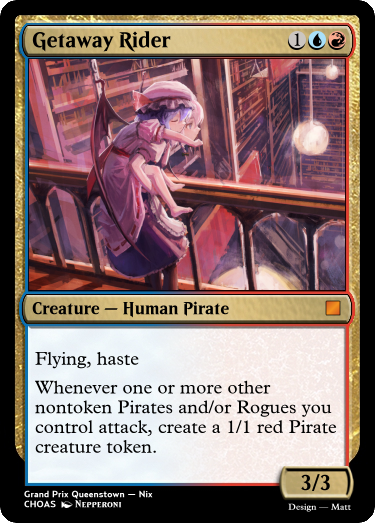 Getaway Rider 1
Creature — Human Pirate
Flying, haste
Whenever one or more other
nontoken Pirates and/or Rogues you
control attack, create a 1/1 red Pirate
creature token.
3/3
Grand Prix Queenstown — Nix
CHOAS Nepperoni
Design — Matt